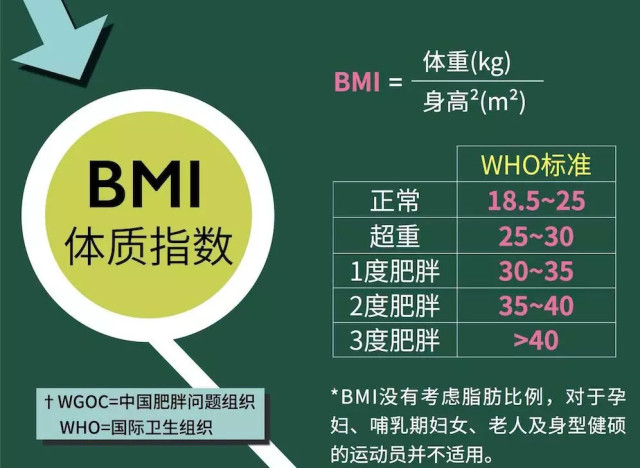 BMI
体质指数
†WGOC=中国肥胖问题组织
WHO=国际卫生组织
BMI = 体重(kg)
身高²(m²)
WHO标准
正常 18.5~25
超重 25~30
1度肥胖 30~35
2度肥胖 35~40
3度肥胖 >40
*BMI没有考虑脂肪比例，对于孕
妇、哺乳期妇女、老人及身型健硕
的运动员并不适用。